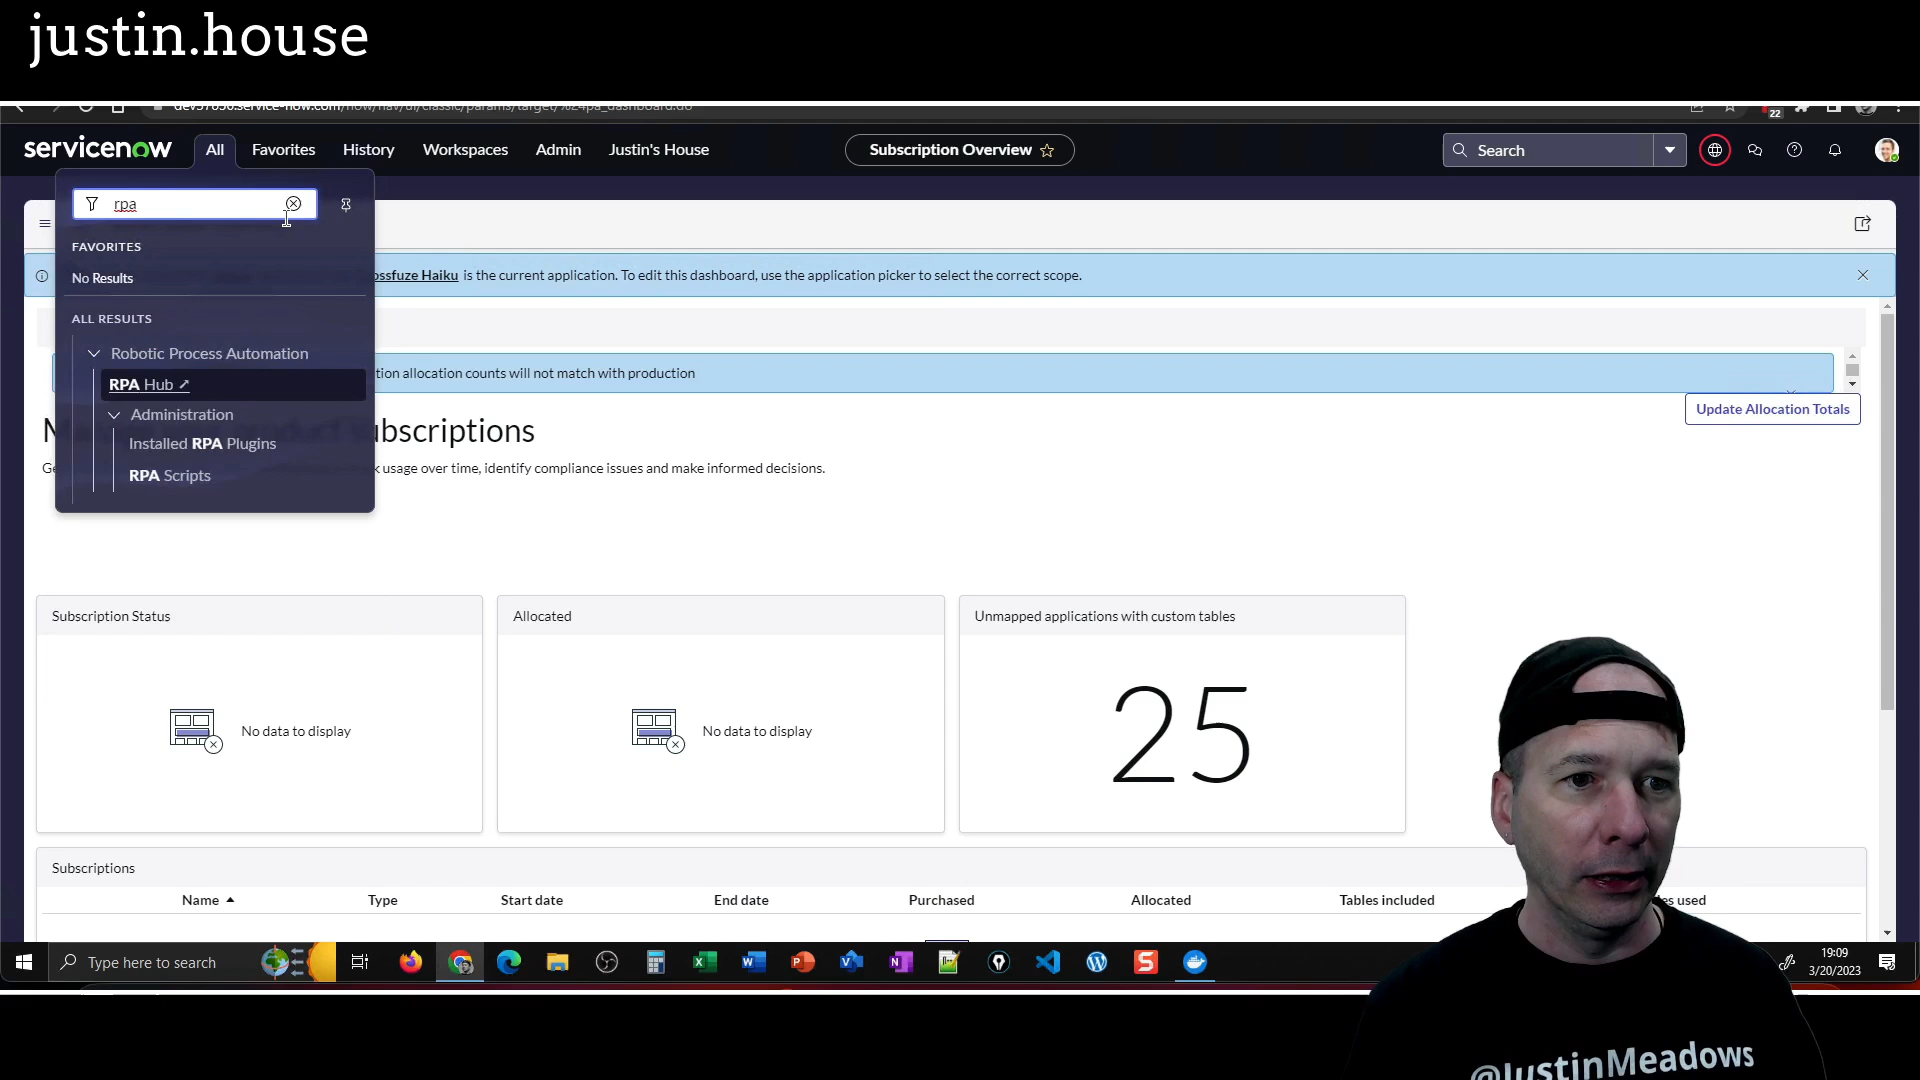 justin.house
22
servicenow
All
Favorites
History
Workspaces
Admin
Justin's House
Subscription Overview
Search
rpa
FAVORITES
No Results
ossfuze Haiku is the current application. To edit this dashboard, use the application picker to select the correct scope.
ALL RESULTS
Robotic Process Automation
RPA Hub
tion allocation counts will not match with production
Administration
Update Allocation Totals
ubscriptions
Installed RPA Plugins
usage over time, identify compliance issues and make informed decisions.
RPA Scripts
Subscription Status
Allocated
Unmapped applications with custom tables
No data to display
No data to display
25
Subscriptions
Name
Type
Start date
End date
Purchased
Allocated
Tables included
used
Type here to search
19:09
3/20/2023
@JustinMeadows